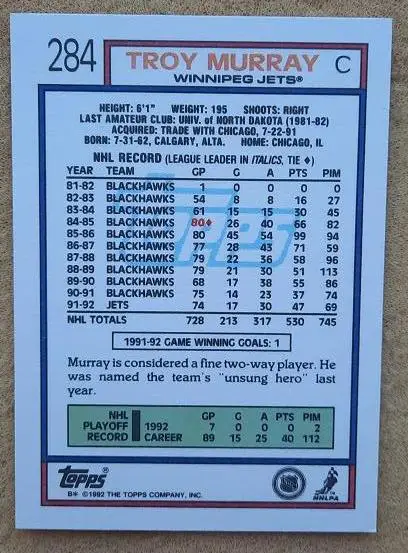 284 TROY MURRAY C
WINNIPEG JETS®
HEIGHT: 6'1" WEIGHT: 195 SHOOTS: RIGHT
LAST AMATEUR CLUB: UNIV. of NORTH DAKOTA (1981-82)
ACQUIRED: TRADE WITH CHICAGO, 7-22-91
BORN: 7-31-62, CALGARY, ALTA. HOME: CHICAGO, IL
NHL RECORD (LEAGUE LEADER IN ITALICS, TIE ♦)
YEAR TEAM GP G A PTS PIM
81-82 BLACKHAWKS 1 0 0 0 0
82-83 BLACKHAWKS 54 8 8 16 27
83-84 BLACKHAWKS 61 15 15 30 45
84-85 BLACKHAWKS 80♦ 26 40 66 82
85-86 BLACKHAWKS 80 45 54 99 94
86-87 BLACKHAWKS 77 28 43 71 59
87-88 BLACKHAWKS 79 22 36 58 96
88-89 BLACKHAWKS 79 21 30 51 113
89-90 BLACKHAWKS 68 17 38 55 86
90-91 BLACKHAWKS 75 14 23 37 74
91-92 JETS 74 17 30 47 69
NHL TOTALS 728 213 317 530 745
1991-92 GAME WINNING GOALS: 1
Murray is considered a fine two-way player. He
was named the team's "unsung hero" last
year.
NHL GP G A PTS PIM
PLAYOFF 1992 7 0 0 0 2
RECORD CAREER 89 15 25 40 112
Topps®
B* ©1992 THE TOPPS COMPANY, INC.
NHL
NHLPA